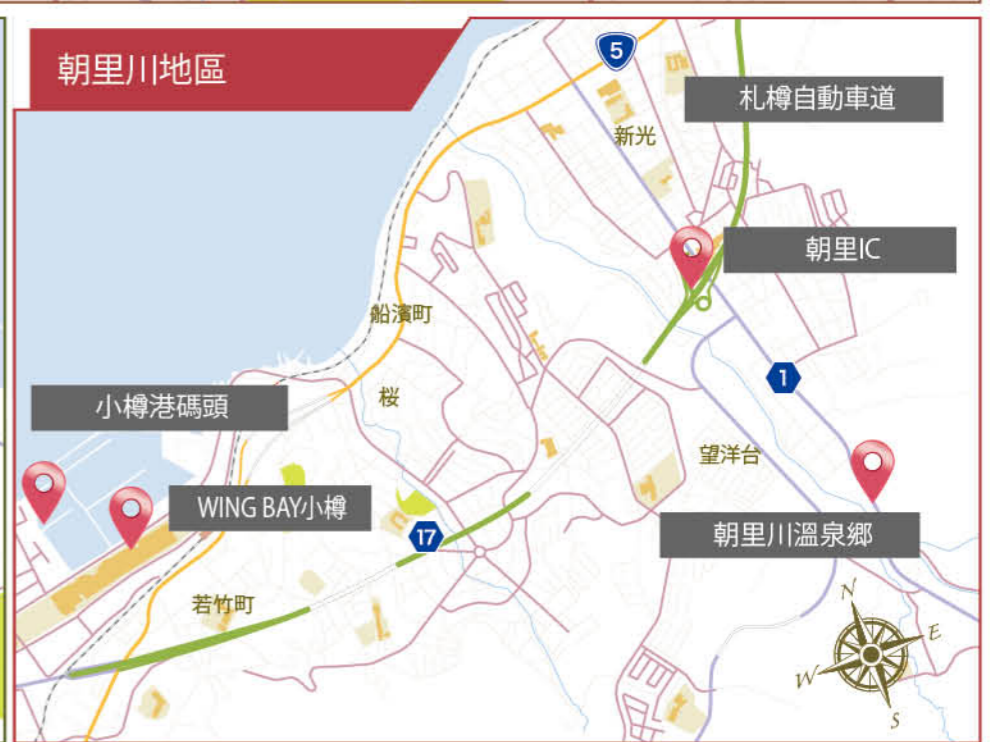 朝里川地區
5
札樽自動車道
新光
朝里IC
船濱町
1
桜
小樽港碼頭
望洋台
WING BAY小樽
17
朝里川溫泉郷
若竹町
N
E
W
S